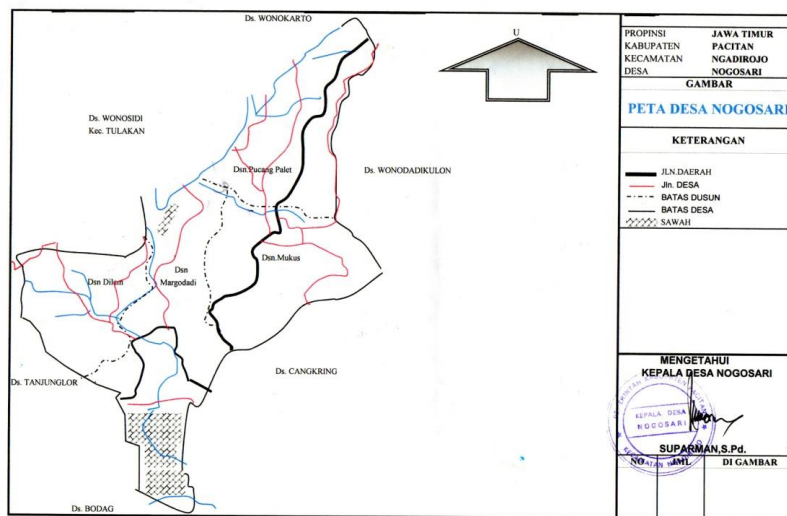 Ds. WONOKARTO
U
Ds. WONOSIDI
Kec. TULAKAN
Dsn.Pucang Palet
Ds. WONODADIKULON
Dsn.Mukus
Dsn
Margodadi
Dsn Dilem
Ds. TANJUNGLOR
Ds. CANGKRING
Ds. BODAG
PROPINSI JAWA TIMUR
KABUPATEN PACITAN
KECAMATAN NGADIROJO
DESA NOGOSARI
GAMBAR
PETA DESA NOGOSARI
KETERANGAN
JLN.DAERAH
Jln. DESA
BATAS DUSUN
BATAS DESA
SAWAH
MENGETAHUI
KEPALA DESA NOGOSARI
KEPALA DESA
NOGOSARI
SUPARMAN,S.Pd.
NO JML DI GAMBAR